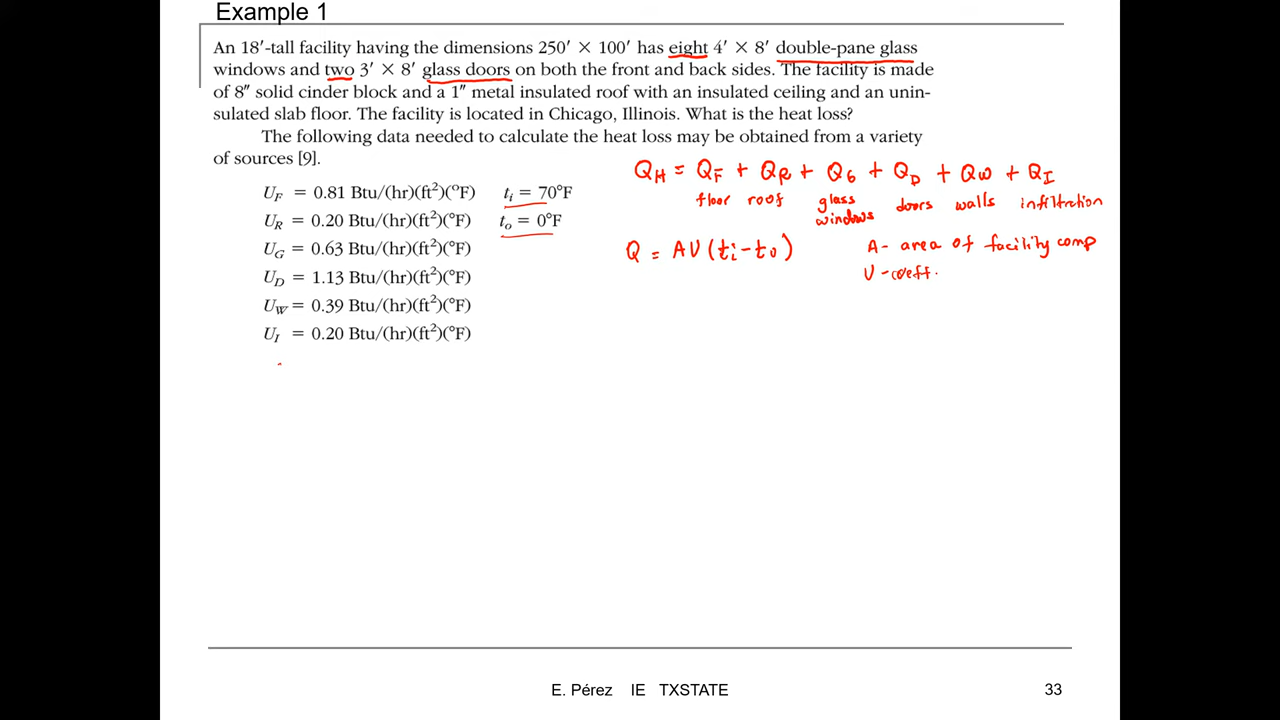 Example 1
An 18′-tall facility having the dimensions 250′ × 100′ has eight 4′ × 8′ double-pane glass
windows and two 3′ × 8′ glass doors on both the front and back sides. The facility is made
of 8″ solid cinder block and a 1″ metal insulated roof with an insulated ceiling and an unin-
sulated slab floor. The facility is located in Chicago, Illinois. What is the heat loss?
The following data needed to calculate the heat loss may be obtained from a variety
of sources [9].
Q_H = Q_F + Q_R + Q_G + Q_D + Q_W + Q_I
floor roof glass windows doors walls infiltration
U_F = 0.81 Btu/(hr)(ft²)(°F) t_i = 70°F
U_R = 0.20 Btu/(hr)(ft²)(°F) t_o = 0°F
U_G = 0.63 Btu/(hr)(ft²)(°F)
Q = AU(t_i - t_o) A - area of facility comp
U - coeff.
U_D = 1.13 Btu/(hr)(ft²)(°F)
U_W = 0.39 Btu/(hr)(ft²)(°F)
U_I = 0.20 Btu/(hr)(ft²)(°F)
E. Pérez IE TXSTATE 33